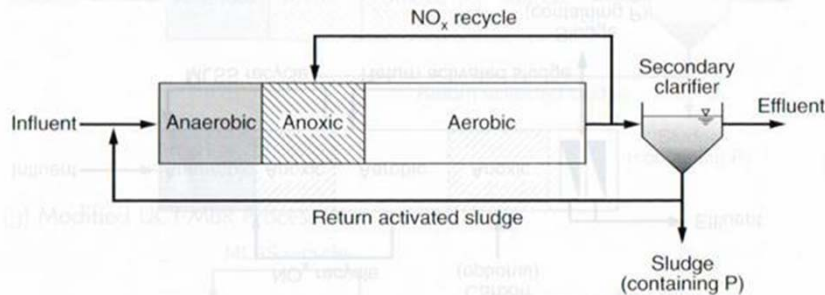 NOx recycle
Secondary
clarifier
Influent
Anaerobic
Anoxic
Aerobic
Effluent
Return activated sludge
Sludge
(containing P)